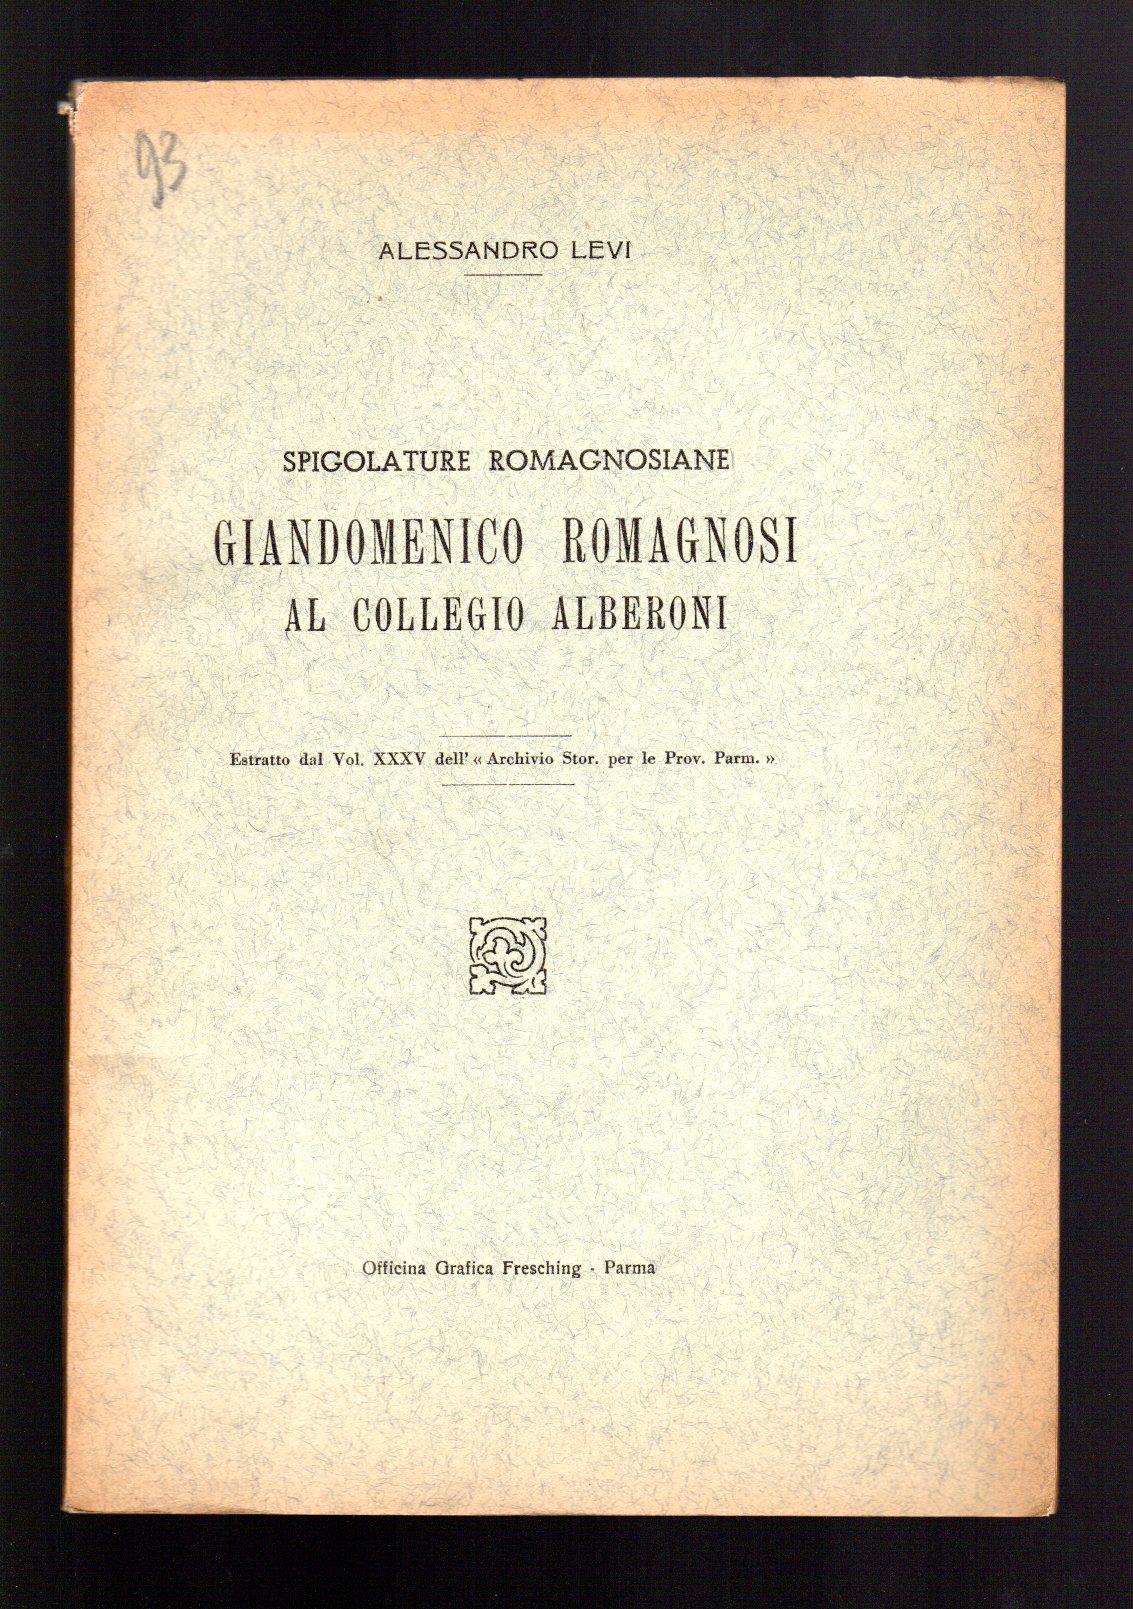 93
ALESSANDRO LEVI
SPIGOLATURE ROMAGNOSIANE
GIANDOMENICO ROMAGNOSI
AL COLLEGIO ALBERONI
Estratto dal Vol. XXXV dell' « Archivio Stor. per le Prov. Parm. »
Officina Grafica Fresching - Parma